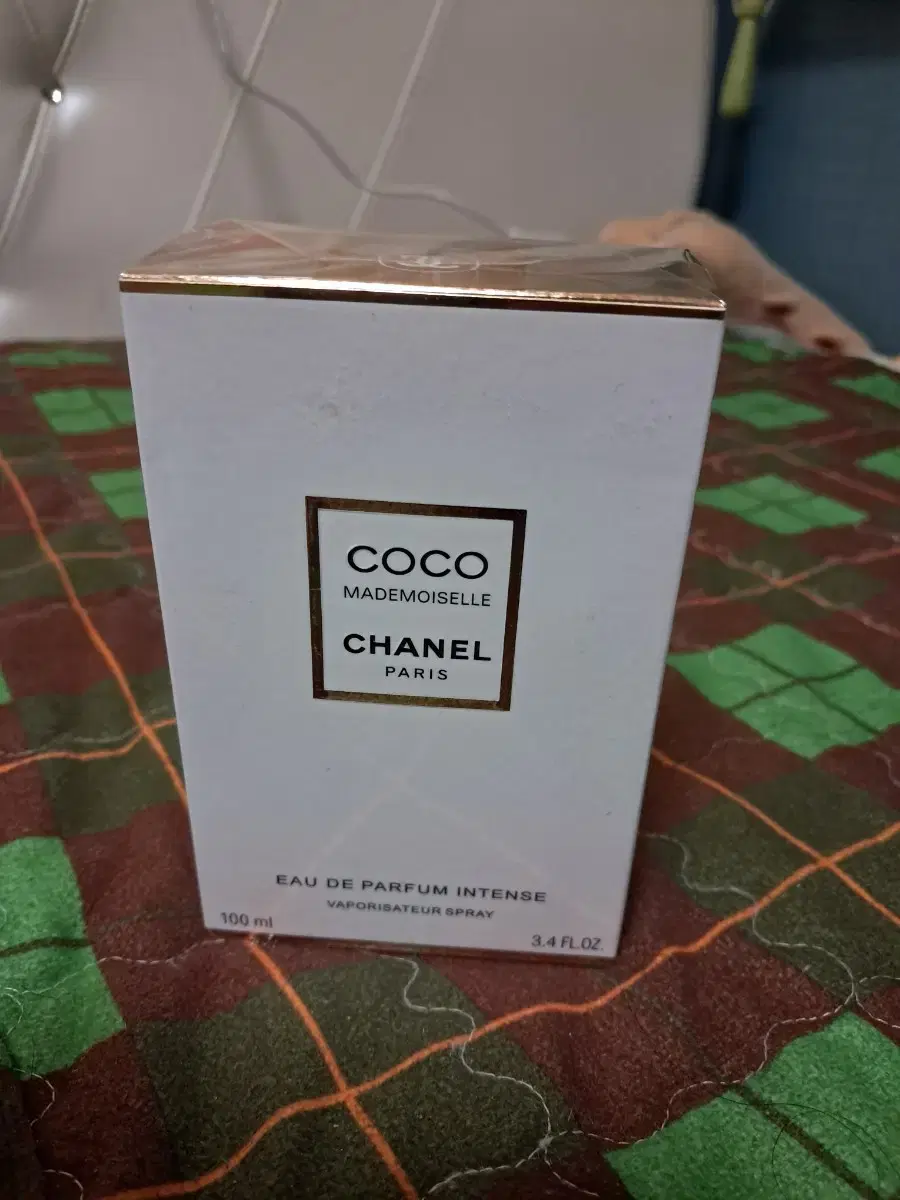 COCO
MADEMOISELLE
CHANEL
PARIS
EAU DE PARFUM INTENSE
VAPORISATEUR SPRAY
100 ml
3.4 FL.OZ.